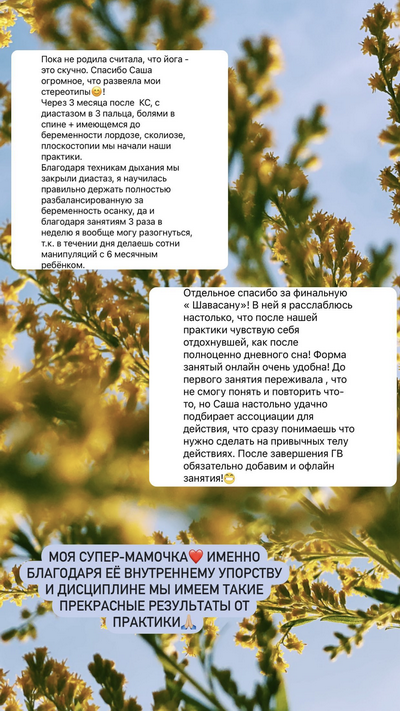 Пока не родила считала, что йога -
это скучно. Спасибо Саша
огромное, что развеяла мои
стереотипы😊!
Через 3 месяца после  КС, с
диастазом в 3 пальца, болями в
спине + имеющемся до
беременности лордозе, сколиозе,
плоскостопии мы начали наши
практики.
Благодаря техникам дыхания мы
закрыли диастаз, я научилась
правильно держать полностью
разбалансированную за
беременность осанку, да и
благодаря занятиям 3 раза в
неделю я вообще могу разогнуться,
т.к. в течении дня делаешь сотни
манипуляций с 6 месячным
ребёнком.
Отдельное спасибо за финальную
« Шавасану»! В ней я расслаблюсь
настолько, что после нашей
практики чувствую себя
отдохнувшей, как после
полноценно дневного сна! Форма
занятый онлайн очень удобна! До
первого занятия переживала , что
не смогу понять и повторить что-
то, но Саша настольно удачно
подбирает ассоциации для
действия, что сразу понимаешь что
нужно сделать на привычных телу
действиях. После завершения ГВ
обязательно добавим и офлайн
занятия!😁
МОЯ СУПЕР-МАМОЧКА❤️ ИМЕННО
БЛАГОДАРЯ ЕЁ ВНУТРЕННЕМУ УПОРСТВУ
И ДИСЦИПЛИНЕ МЫ ИМЕЕМ ТАКИЕ
ПРЕКРАСНЫЕ РЕЗУЛЬТАТЫ ОТ
ПРАКТИКИ🙏🏻